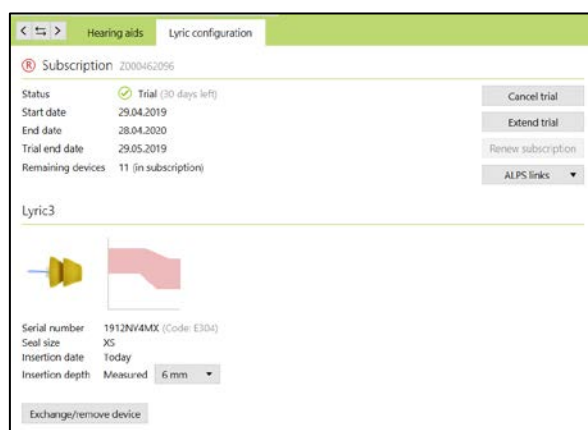 Hearing aids Lyric configuration
R Subscription Z000462096
Status Trial (30 days left) Cancel trial
Start date 29.04.2019 Extend trial
End date 28.04.2020
Trial end date 29.05.2019 Renew subscription
Remaining devices 11 (in subscription) ALPS links
Lyric3
Serial number 1912NY4MX (Code: E304)
Seal size XS
Insertion date Today
Insertion depth Measured 6 mm
Exchange/remove device